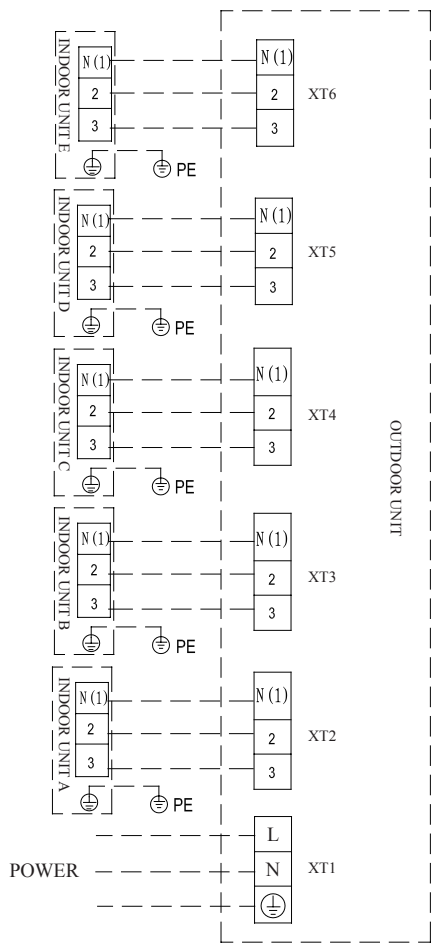 INDOOR UNIT E
N(1)
2
3
PE
N(1)
2
3
XT6
INDOOR UNIT D
N(1)
2
3
PE
N(1)
2
3
XT5
INDOOR UNIT C
N(1)
2
3
PE
N(1)
2
3
XT4
INDOOR UNIT B
N(1)
2
3
PE
N(1)
2
3
XT3
INDOOR UNIT A
N(1)
2
3
PE
N(1)
2
3
XT2
POWER
L
N
XT1
OUTDOOR UNIT